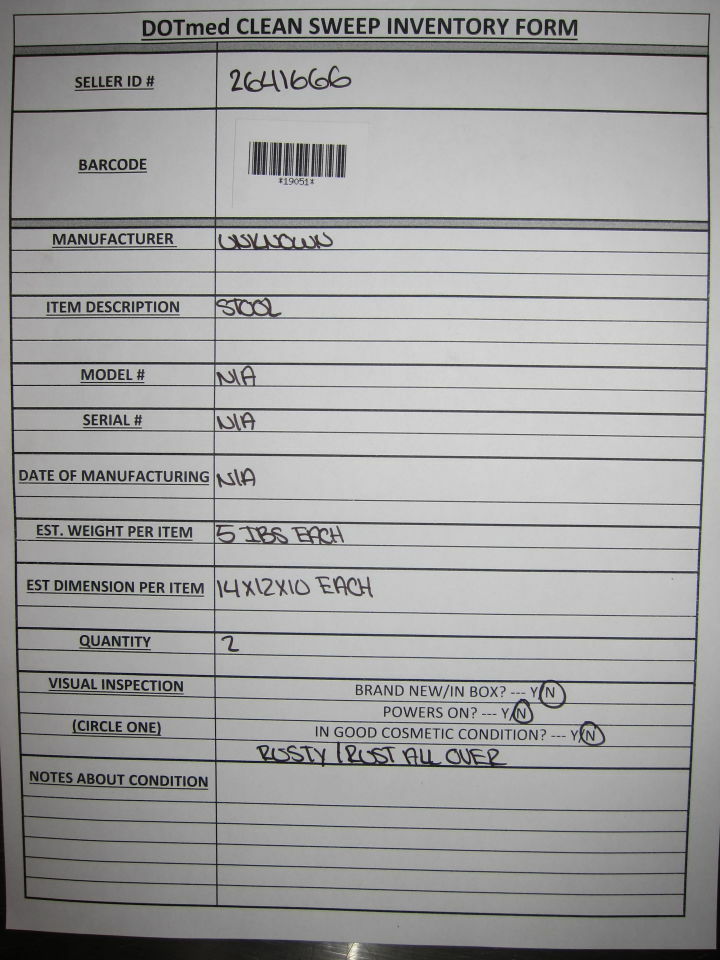 DOTmed CLEAN SWEEP INVENTORY FORM
SELLER ID # 2641666
BARCODE
*19051*
MANUFACTURER UNKNOWN
ITEM DESCRIPTION STOOL
MODEL # N/A
SERIAL # N/A
DATE OF MANUFACTURING N/A
EST. WEIGHT PER ITEM 5 IBS EACH
EST DIMENSION PER ITEM 14X12X10 EACH
QUANTITY 2
VISUAL INSPECTION BRAND NEW/IN BOX? --- Y/N
POWERS ON? --- Y/N
(CIRCLE ONE) IN GOOD COSMETIC CONDITION? --- Y/N
RUSTY / RUST ALL OVER
NOTES ABOUT CONDITION